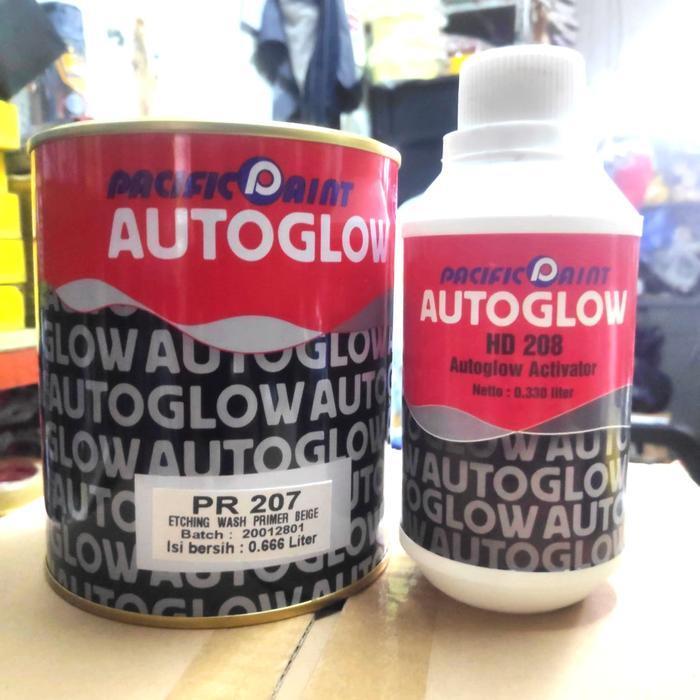 PACIFIC PAINT
AUTOGLOW
AUTOGLOW
GLOW AUTOGLOW
AUTOGLOW AUTO
GLOW AUTOGLOW
PR 207
ETCHING WASH PRIMER BEIGE
Batch : 20012801
Isi bersih : 0.666 Liter
GLOW AUTOGLOW AUTO
PACIFIC PAINT
AUTOGLOW
HD 208
Autoglow Activator
Netto : 0.330 liter
AUTOGLOW
AUTOGLOW
AUTOGLOW